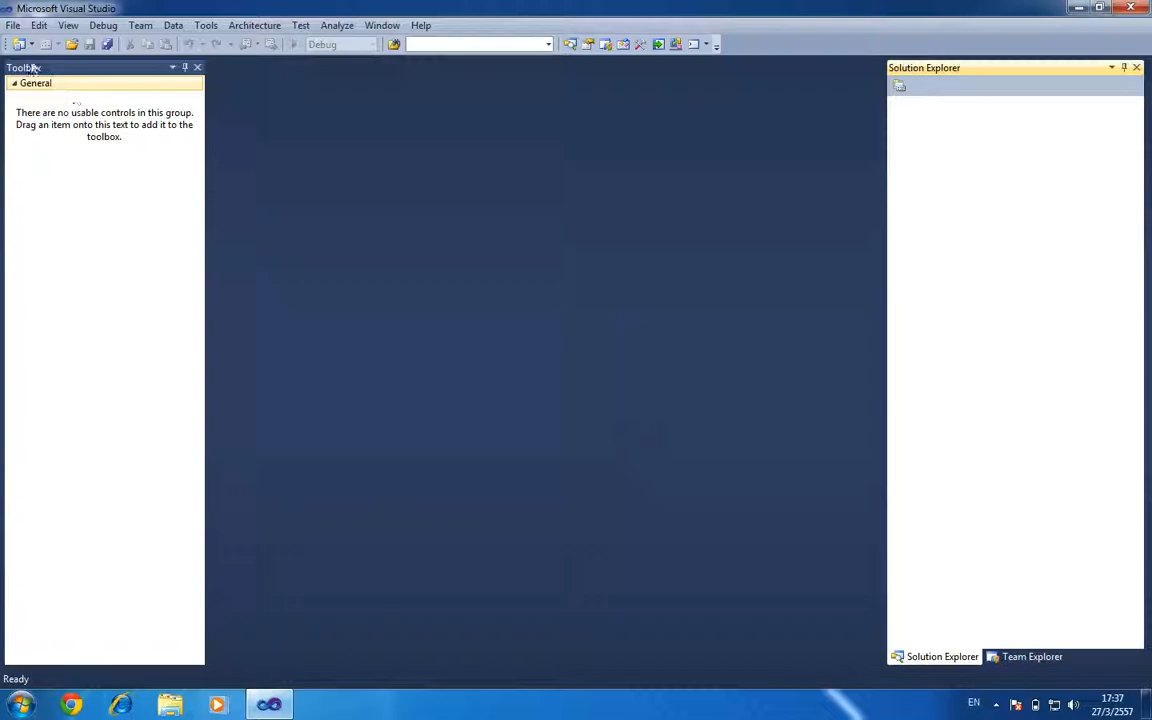 Microsoft Visual Studio
File Edit View Debug Team Data Tools Architecture Test Analyze Window Help
Debug
Toolbox
Solution Explorer
General
There are no usable controls in this group.
Drag an item onto this text to add it to the
toolbox.
Solution Explorer Team Explorer
Ready
EN
17:37
27/3/2557